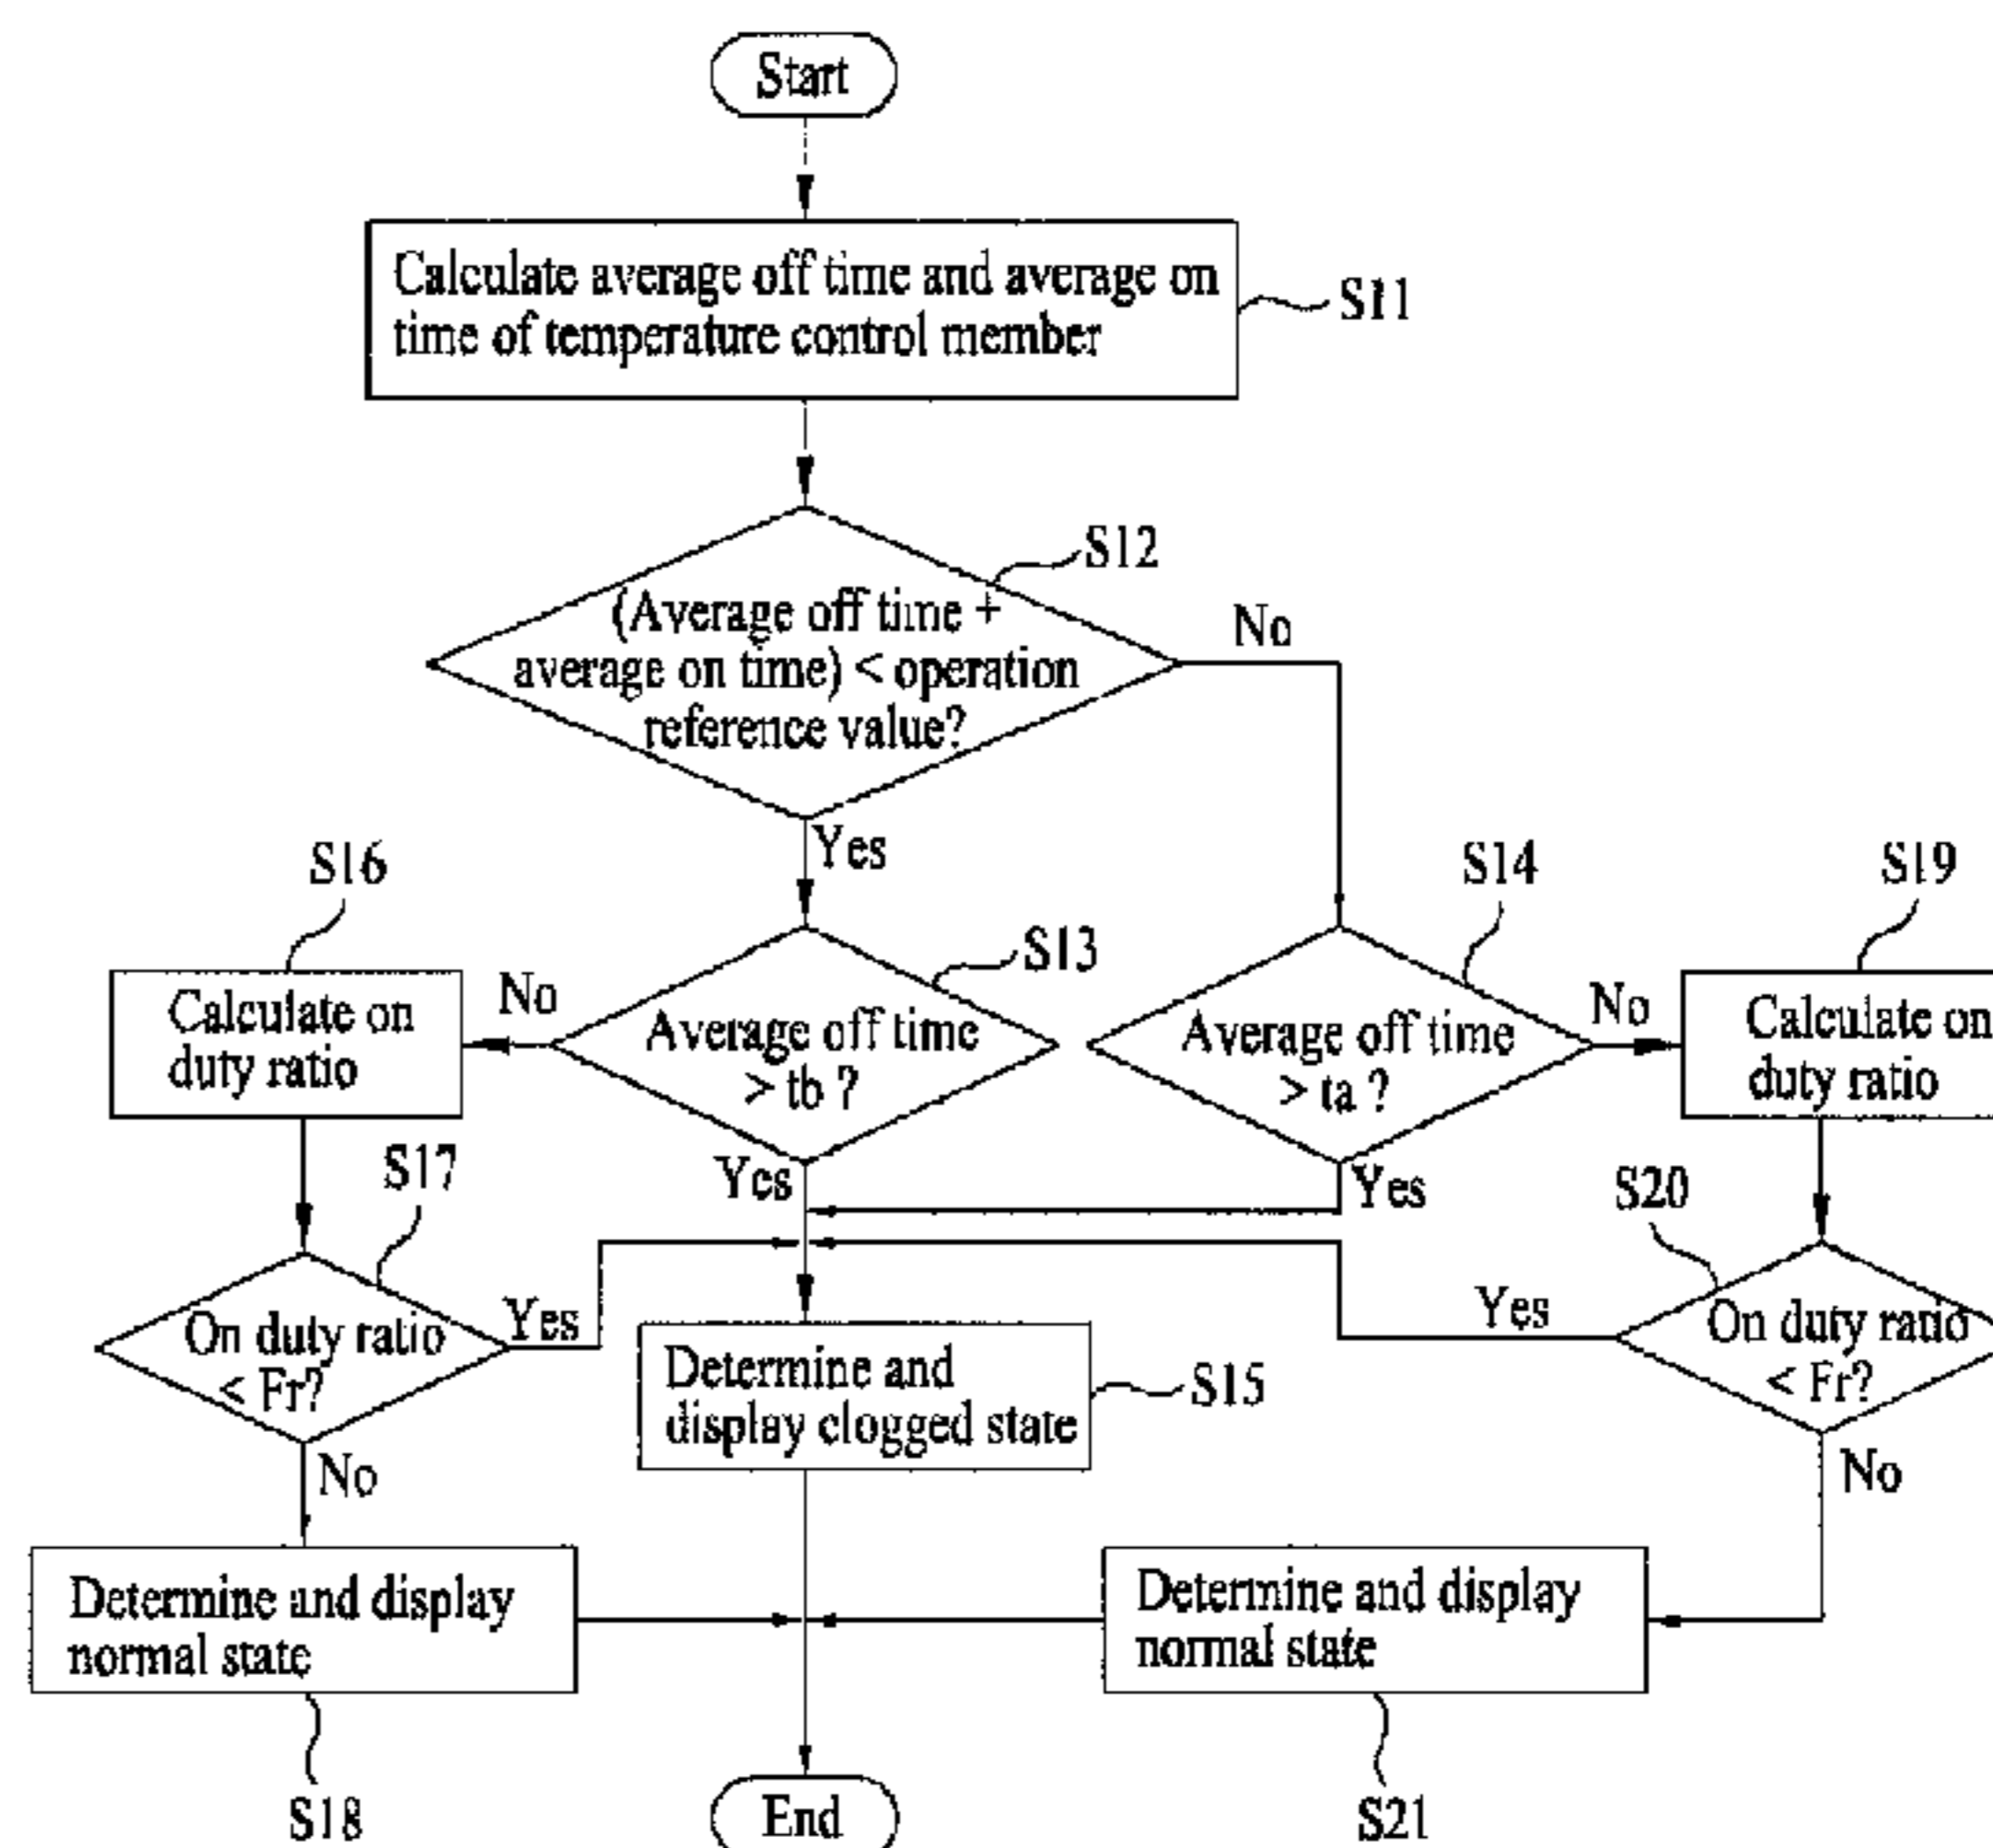 Start
Calculate average off time and average on
time of temperature control member
S11
S12
(Average off time +
average on time) < operation
reference value?
No
Yes
S16
S14
S19
S13
Calculate on
duty ratio
No
Average off time
> tb ?
Average off time
> ta ?
No
Calculate on
duty ratio
S17
Yes
Yes
S20
On duty ratio
< Fr?
Yes
Determine and
display clogged state
S15
Yes
On duty ratio
< Fr?
No
No
Determine and display
normal state
Determine and display
normal state
S18
End
S21